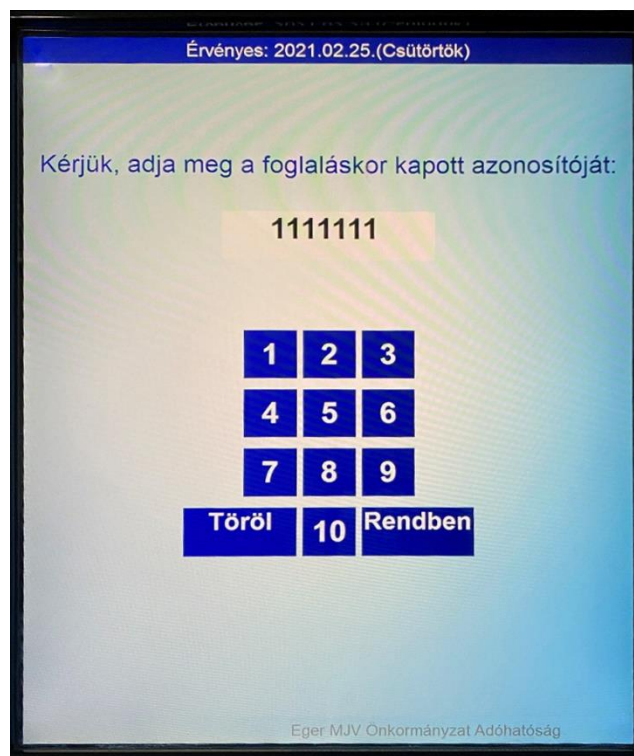 Érvényes: 2021.02.25.(Csütörtök)
Kérjük, adja meg a foglaláskor kapott azonosítóját:
1111111
1 2 3
4 5 6
7 8 9
Töröl 10 Rendben
Eger MJV Önkormányzat Adóhatóság